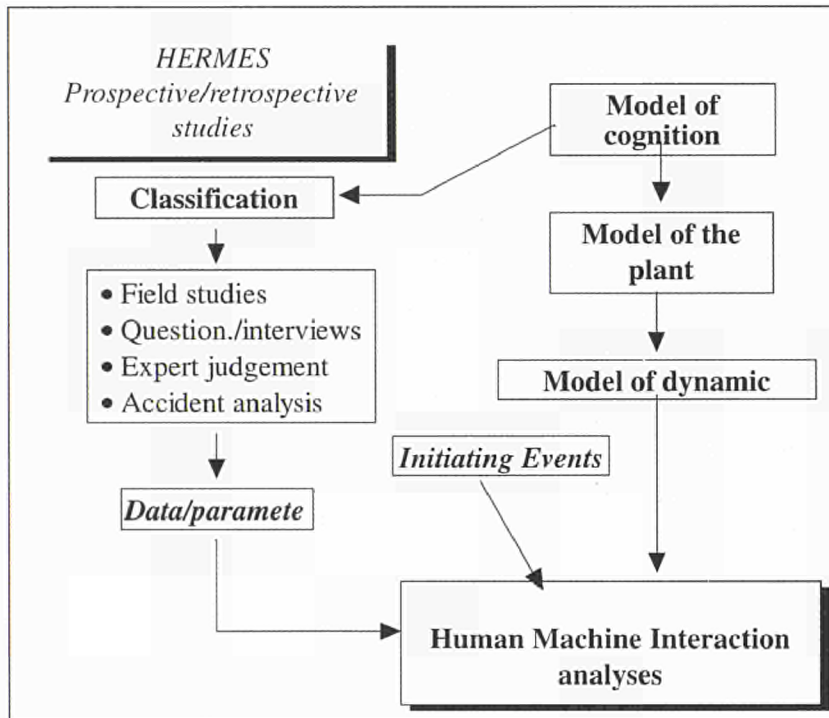 HERMES
Prospective/retrospective
studies
Model of
cognition
Classification
Model of the
plant
• Field studies
• Question./interviews
• Expert judgement
• Accident analysis
Model of dynamic
Initiating Events
Data/paramete
Human Machine Interaction
analyses